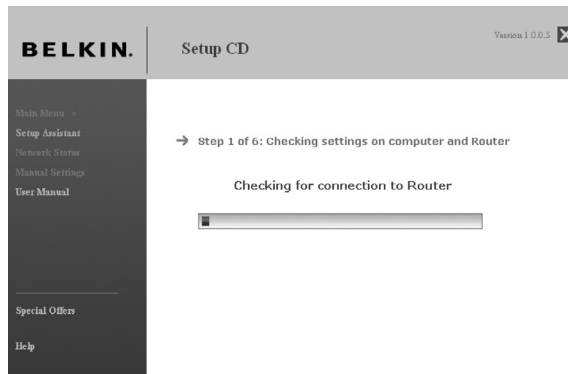 BELKIN.
Setup CD
Version 1.0.0.5
Main Menu >
Setup Assistant
Network Status
Manual Settings
User Manual
Special Offers
Help
→ Step 1 of 6: Checking settings on computer and Router
Checking for connection to Router